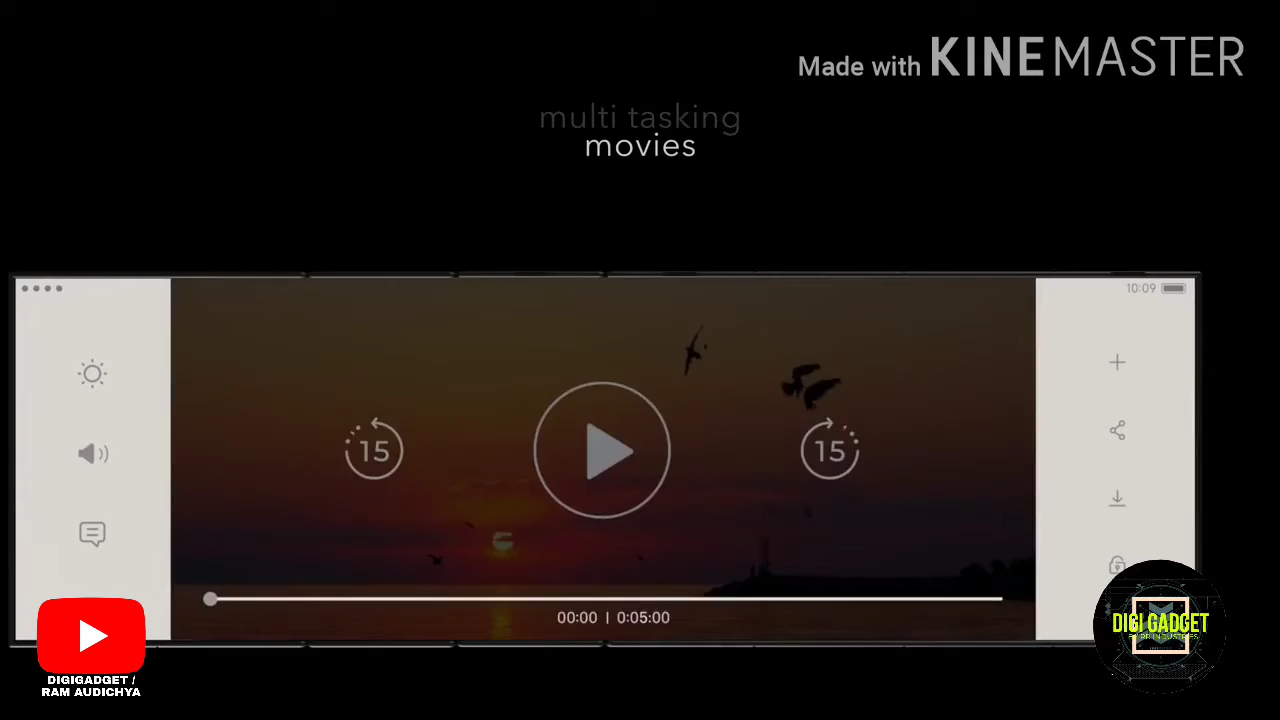 Made with KINEMASTER
multi tasking
movies
10:09
15
15
00:00 | 0:05:00
DIGIGADGET /
RAM AUDICHYA
DIGI GADGET